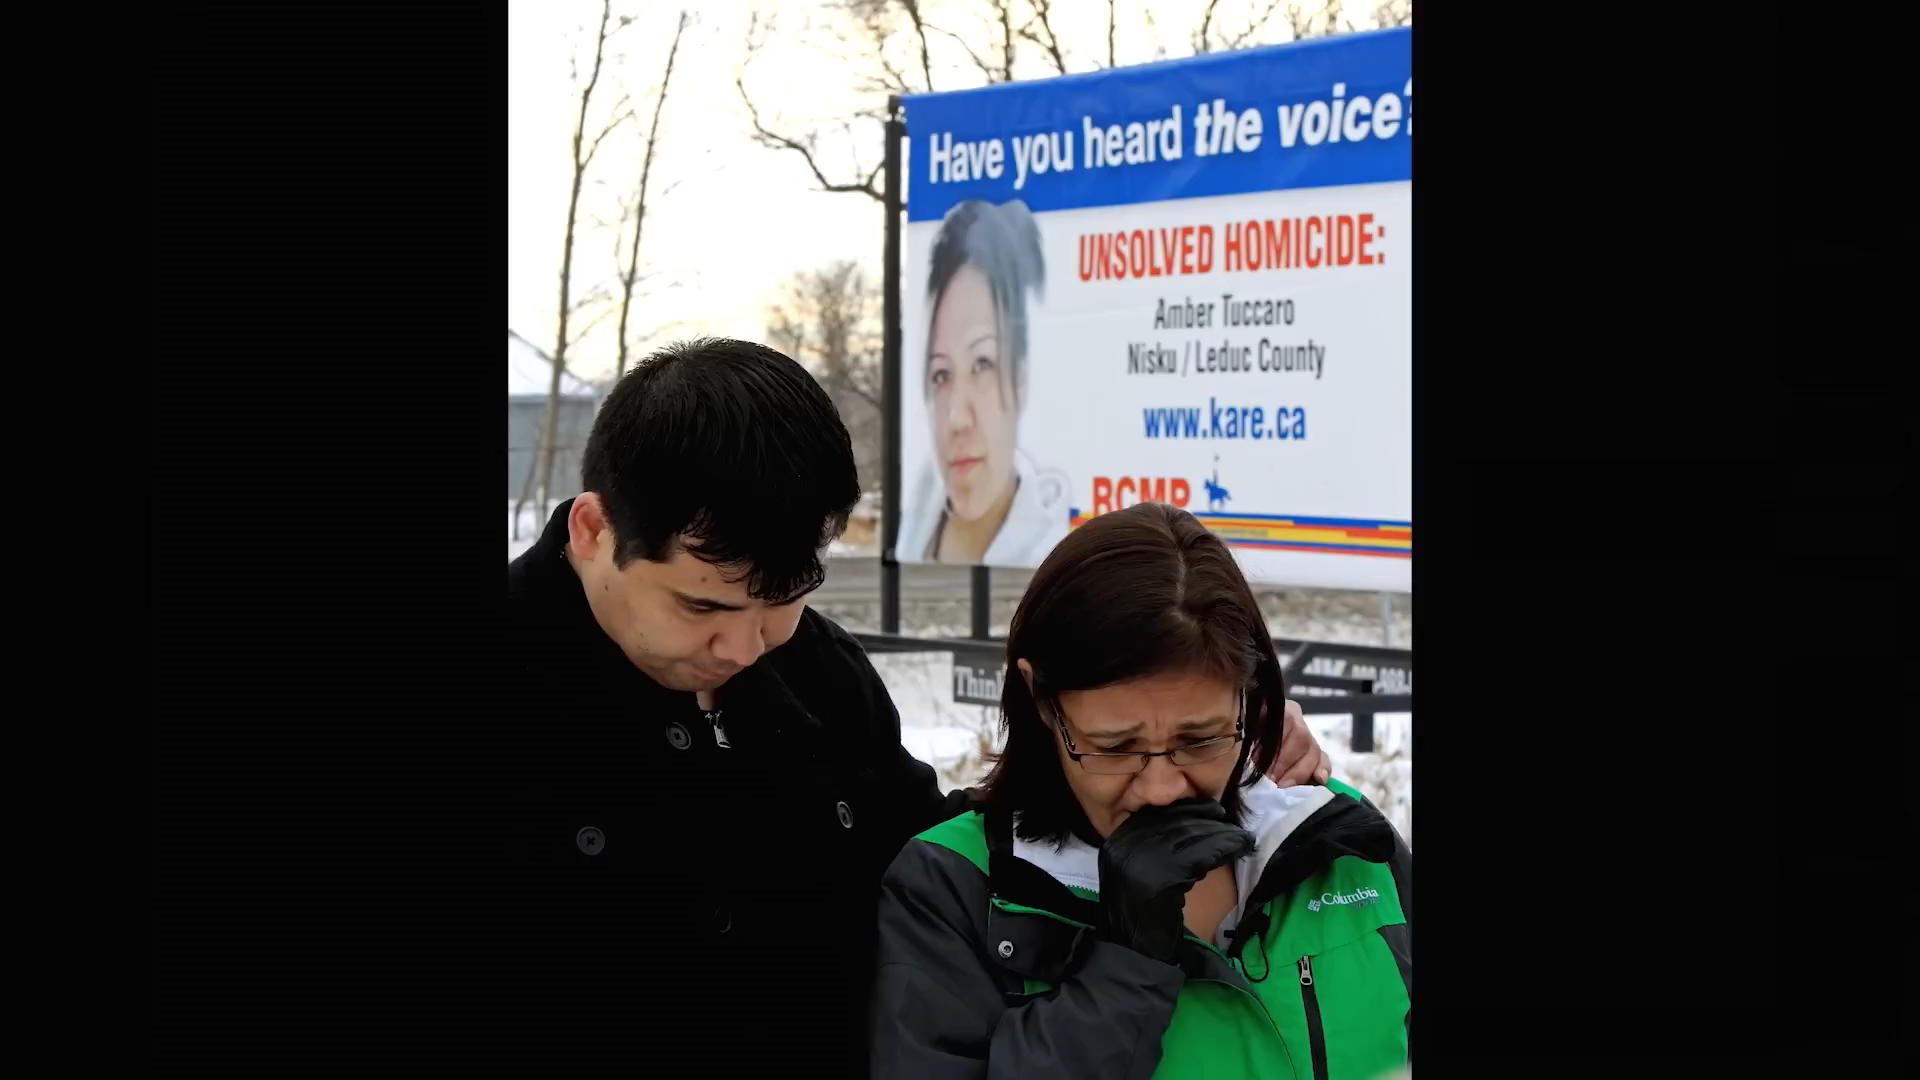 Have you heard the voice?
UNSOLVED HOMICIDE:
Amber Tuccaro
Nisku / Leduc County
www.kare.ca
RCMP
Columbia